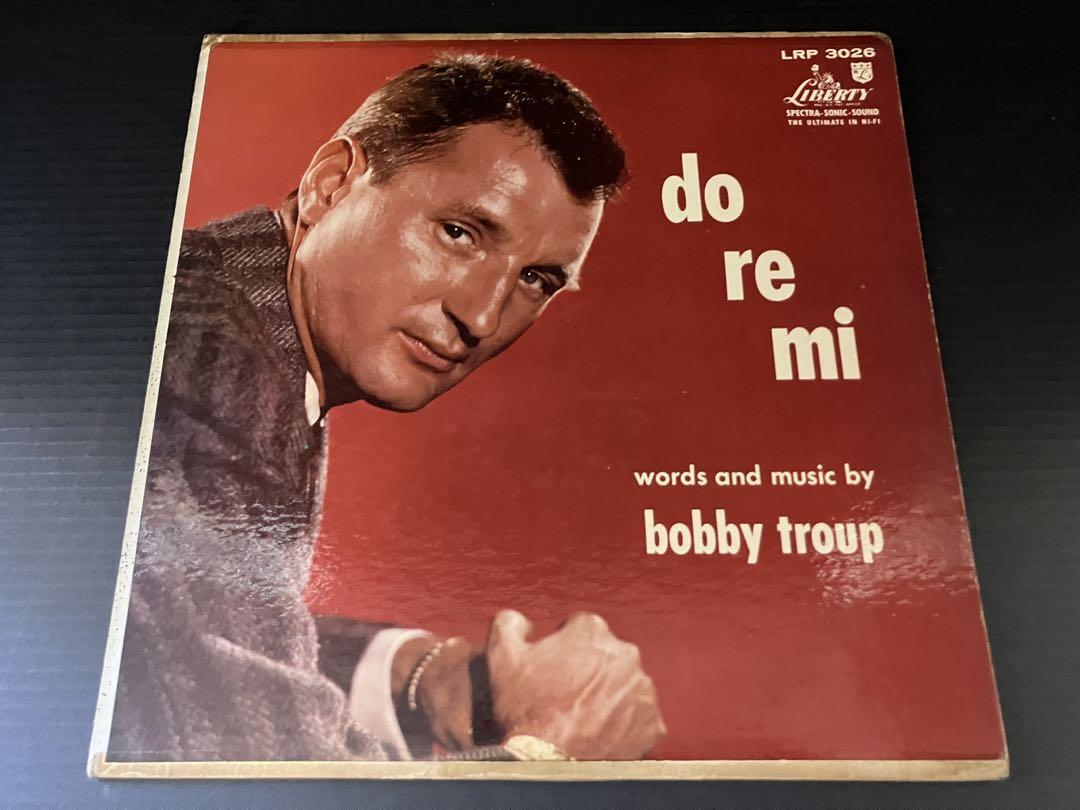 LRP 3026
LIBERTY
SPECTRA-SONIC-SOUND
THE ULTIMATE IN HI-FI
do
re
mi
words and music by
bobby troup